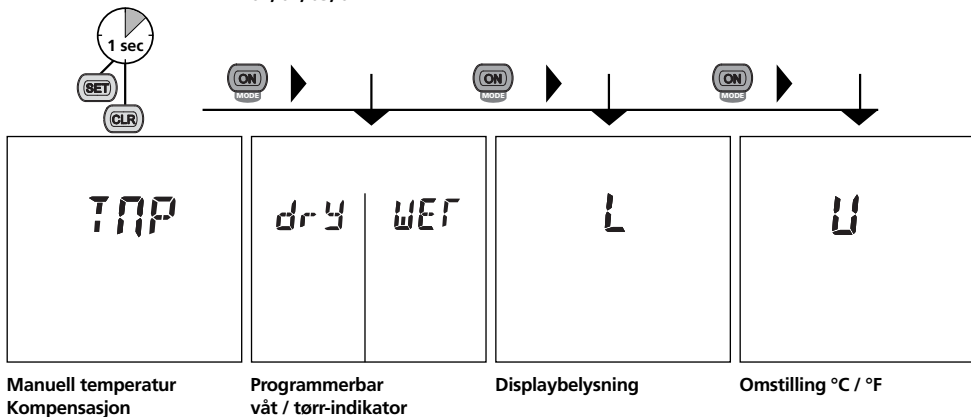 1 sec
SET
CLR
ON
MODE
ON
MODE
ON
MODE
TMP
dry
WET
L
U
Manuell temperatur
Kompensasjon
Programmerbar
våt / tørr-indikator
Displaybelysning
Omstilling °C / °F